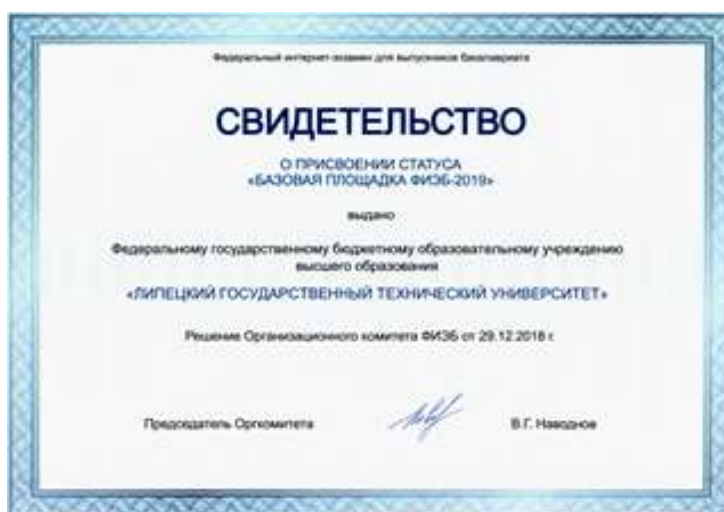 Федеральный интернет-экзамен для выпускников бакалавриата
СВИДЕТЕЛЬСТВО
О ПРИСВОЕНИИ СТАТУСА
«БАЗОВАЯ ПЛОЩАДКА ФИЭБ-2019»
выдано
Федеральному государственному бюджетному образовательному учреждению
высшего образования
«ЛИПЕЦКИЙ ГОСУДАРСТВЕННЫЙ ТЕХНИЧЕСКИЙ УНИВЕРСИТЕТ»
Решение Организационного комитета ФИЭБ от 29.12.2018 г.
Председатель Оргкомитета В.Г. Наводнов